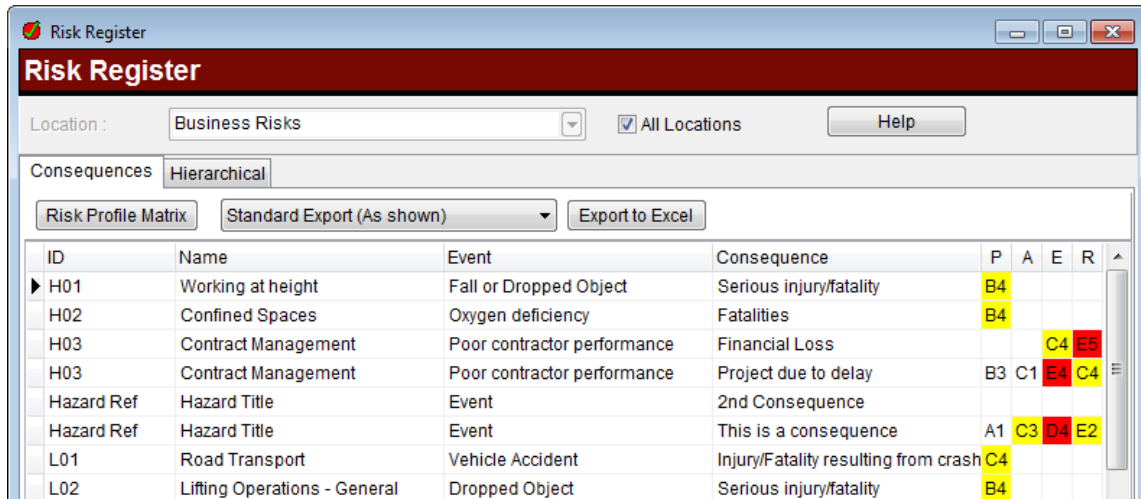 Risk Register
Risk Register
Location : Business Risks All Locations Help
Consequences Hierarchical
Risk Profile Matrix Standard Export (As shown) Export to Excel
ID Name Event Consequence P A E R
H01 Working at height Fall or Dropped Object Serious injury/fatality B4
H02 Confined Spaces Oxygen deficiency Fatalities B4
H03 Contract Management Poor contractor performance Financial Loss C4 E5
H03 Contract Management Poor contractor performance Project due to delay B3 C1 E4 C4
Hazard Ref Hazard Title Event 2nd Consequence
Hazard Ref Hazard Title Event This is a consequence A1 C3 D4 E2
L01 Road Transport Vehicle Accident Injury/Fatality resulting from crash C4
L02 Lifting Operations - General Dropped Object Serious injury/fatality B4